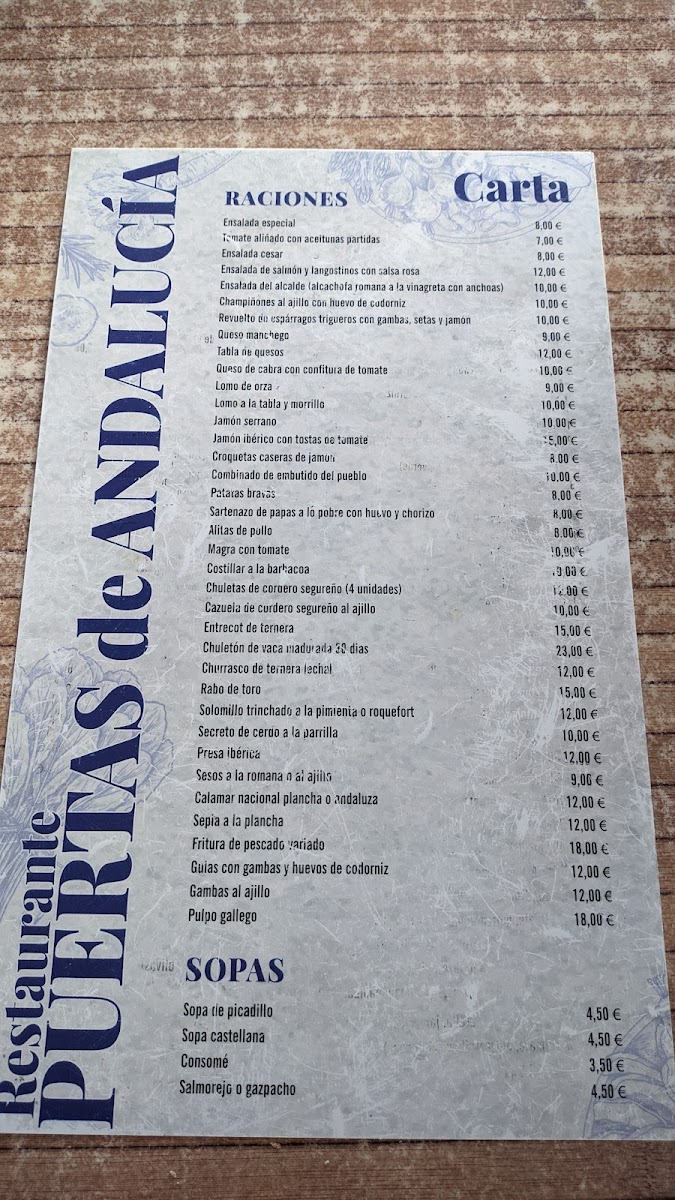 Restaurante
PUERTAS de ANDALUCÍA
Carta
RACIONES
Ensalada especial 8,00 €
Tomate aliñado con aceitunas partidas 7,00 €
Ensalada cesar 8,00 €
Ensalada de salmón y langostinos con salsa rosa 12,00 €
Ensalada del alcalde (alcachofa romana a la vinagreta con anchoas) 10,00 €
Champiñones al ajillo con huevo de codorniz 10,00 €
Revuelto de espárragos trigueros con gambas, setas y jamón 10,00 €
Queso manchego 9,00 €
Tabla de quesos 12,00 €
Queso de cabra con confitura de tomate 10,00 €
Lomo de orza 9,00 €
Lomo a la tabla y morrillo 10,00 €
Jamón serrano 10,00 €
Jamón ibérico con tostas de tomate 15,00 €
Croquetas caseras de jamón 8,00 €
Combinado de embutido del pueblo 10,00 €
Patatas bravas 8,00 €
Sartenazo de papas a lo pobre con huevo y chorizo 8,00 €
Alitas de pollo 8,00 €
Magra con tomate 10,00 €
Costillar a la barbacoa €
Chuletas de cordero segureño (4 unidades) 12,00 €
Cazuela de cordero segureño al ajillo 10,00 €
Entrecot de ternera 15,00 €
Chuletón de vaca madurada 30 dias 23,00 €
Churrasco de ternera lechal 12,00 €
Rabo de toro 15,00 €
Solomillo trinchado a la pimienta o roquefort 12,00 €
Secreto de cerdo a la parrilla 10,00 €
Presa ibérica 12,00 €
Sesos a la romana o al ajillo 9,00 €
Calamar nacional plancha o andaluza 12,00 €
Sepia a la plancha 12,00 €
Fritura de pescado variado 18,00 €
Gulas con gambas y huevos de codorniz 12,00 €
Gambas al ajillo 12,00 €
Pulpo gallego 18,00 €
SOPAS
Sopa de picadillo 4,50 €
Sopa castellana 4,50 €
Consomé 3,50 €
Salmorejo o gazpacho 4,50 €